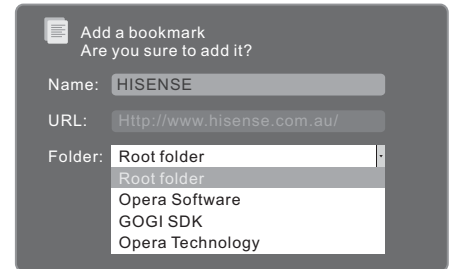 Add a bookmark
Are you sure to add it?
Name: HISENSE
URL: Http://www.hisense.com.au/
Folder: Root folder
Root folder
Opera Software
GOGI SDK
Opera Technology